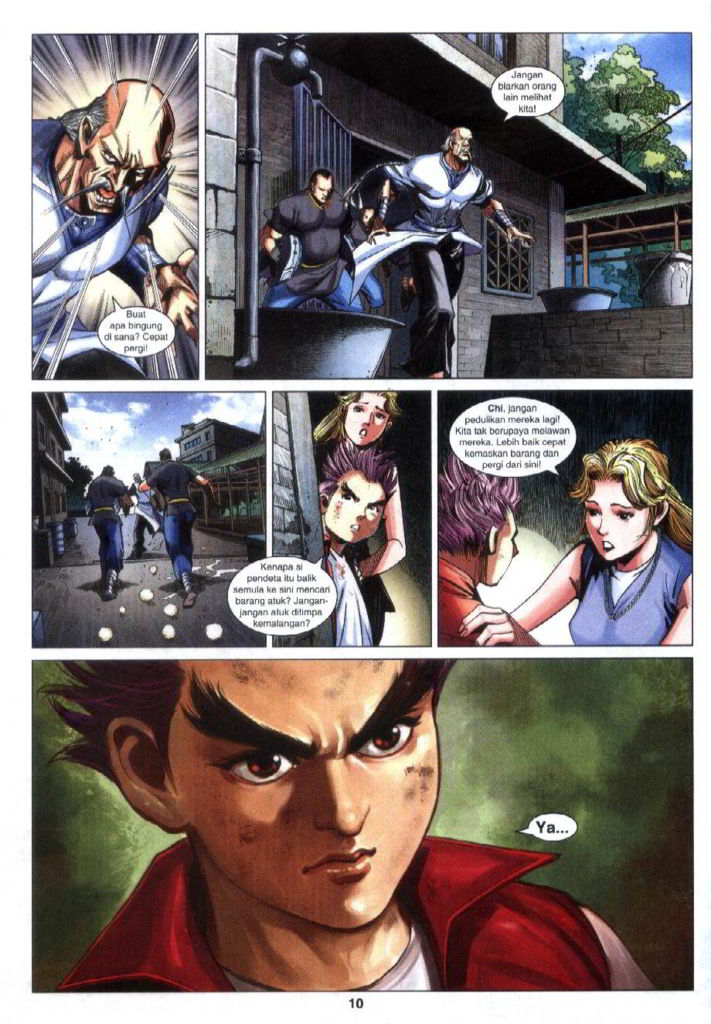 Buat
apa bingung
di sana? Cepat
pergi!
Jangan
biarkan orang
lain melihat
kita!
Kenapa si
pendeta itu balik
semula ke sini mencari
barang atuk? Jangan-
jangan atuk ditimpa
kemalangan?
Chi, jangan
pedulikan mereka lagi!
Kita tak berupaya melawan
mereka. Lebih baik cepat
kemaskan barang dan
pergi dari sini!
Ya...
10